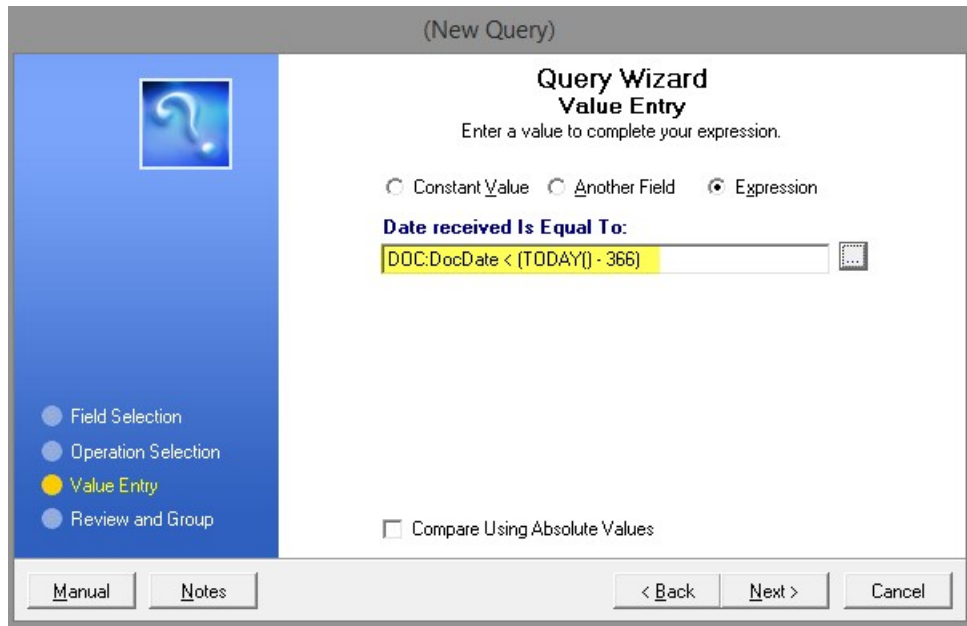 (New Query)
Query Wizard
Value Entry
Enter a value to complete your expression.
Constant Value Another Field Expression
Date received Is Equal To:
DOC:DocDate < (TODAY() - 366)
...
Field Selection
Operation Selection
Value Entry
Review and Group
Compare Using Absolute Values
Manual Notes < Back Next > Cancel